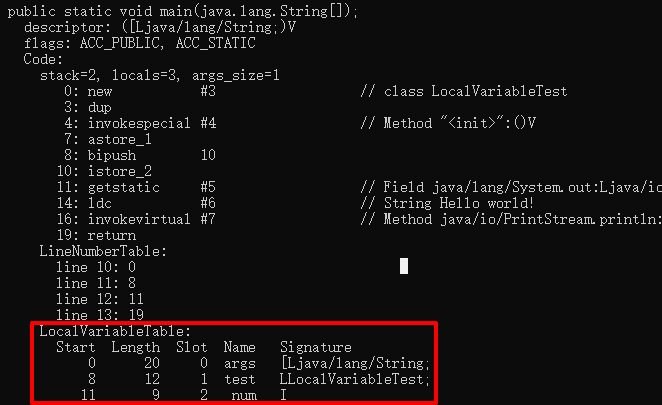 public static void main(java.lang.String[]);
descriptor: ([Ljava/lang/String;)V
flags: ACC_PUBLIC, ACC_STATIC
Code:
stack=2, locals=3, args_size=1
0: new #3 // class LocalVariableTest
3: dup
4: invokespecial #4 // Method "<init>":()V
7: astore_1
8: bipush 10
10: istore_2
11: getstatic #5 // Field java/lang/System.out:Ljava/io
14: ldc #6 // String Hello world!
16: invokevirtual #7 // Method java/io/PrintStream.println:
19: return
LineNumberTable:
line 10: 0
line 11: 8
line 12: 11
line 13: 19
LocalVariableTable:
Start Length Slot Name Signature
0 20 0 args [Ljava/lang/String;
8 12 1 test LLocalVariableTest;
11 9 2 num I